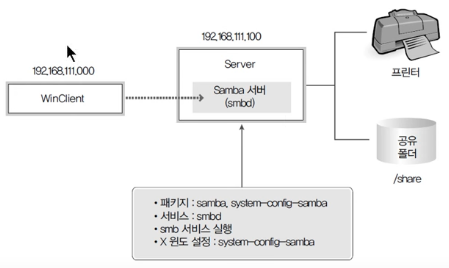 192,168,111,100
192,168,111,000
Server
WinClient
Samba 서버
(smbd)
프린터
공유
폴더
/share
• 패키지 : samba, system-config-samba
• 서비스 : smbd
• smb 서비스 실행
• X 윈도 설정 : system-config-samba